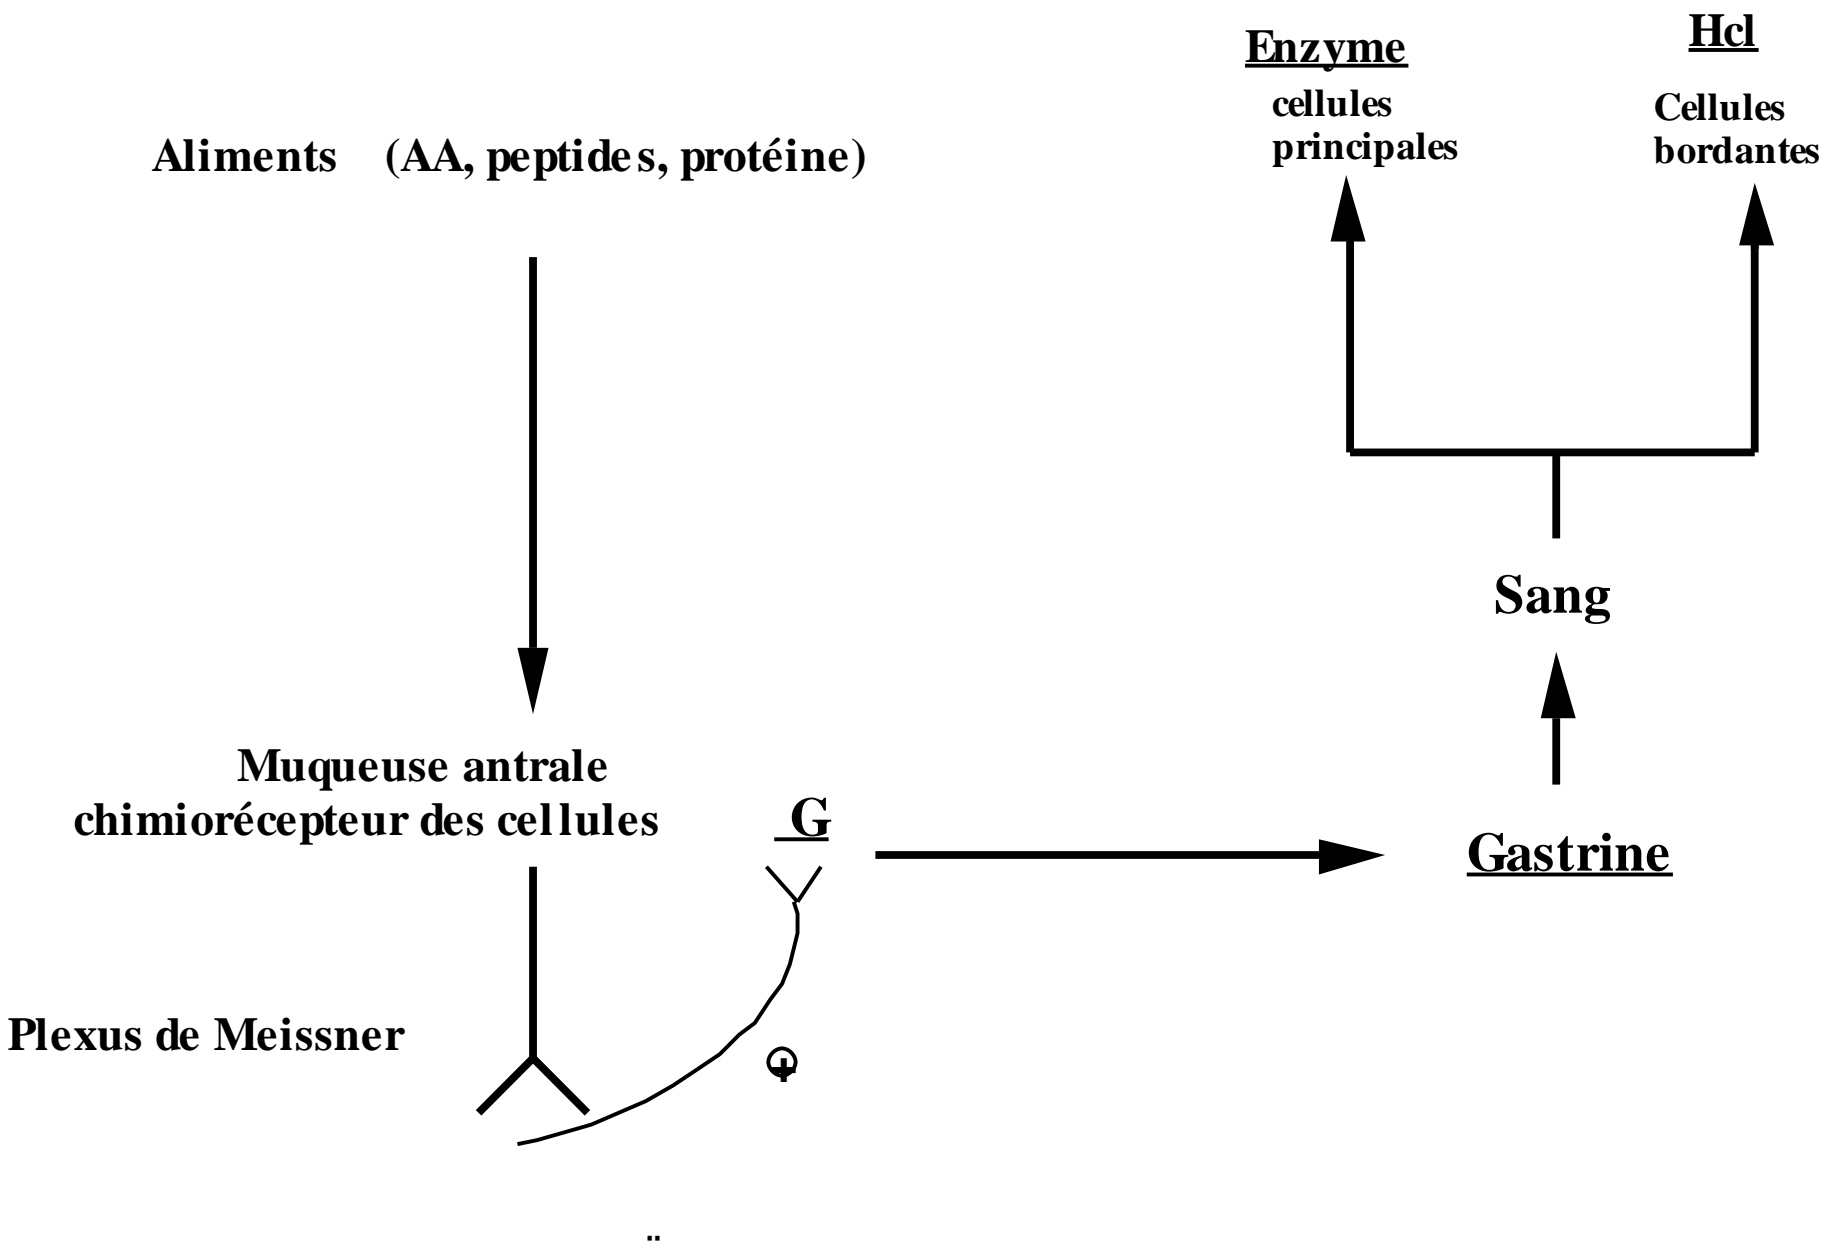 Enzyme
cellules
principales
Hcl
Cellules
bordantes
Aliments (AA, peptides, protéine)
Muqueuse antrale
chimiorécepteur des cellules G
Plexus de Meissner
+
Gastrine
Sang
¨